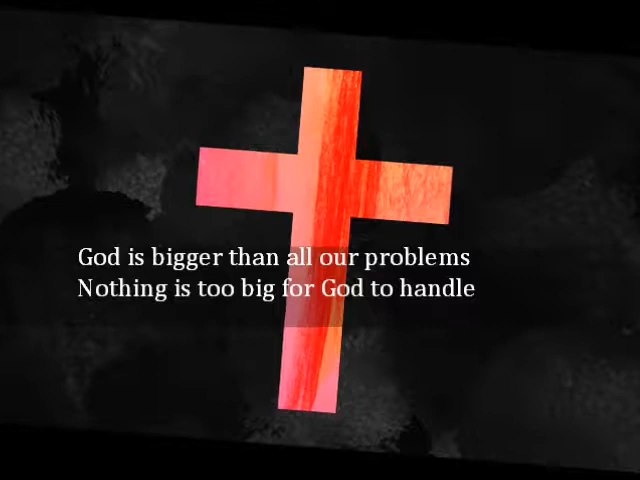 God is bigger than all our problems
Nothing is too big for God to handle